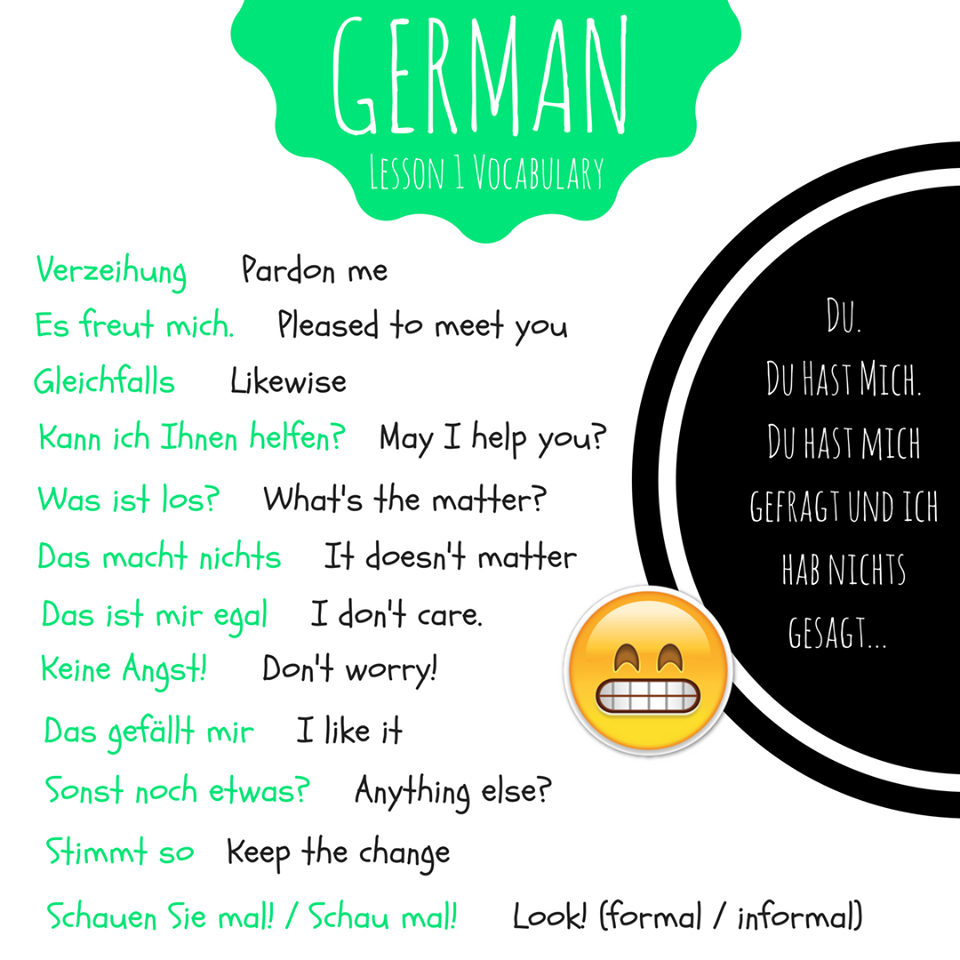 GERMAN
LESSON 1 VOCABULARY
Verzeihung Pardon me
Es freut mich. Pleased to meet you
Gleichfalls Likewise
Kann ich Ihnen helfen? May I help you?
Was ist los? What's the matter?
Das macht nichts It doesn't matter
Das ist mir egal I don't care.
Keine Angst! Don't worry!
Das gefällt mir I like it
Sonst noch etwas? Anything else?
Stimmt so Keep the change
Schauen Sie mal! / Schau mal! Look! (formal / informal)
DU.
DU HAST MICH.
DU HAST MICH
GEFRAGT UND ICH
HAB NICHTS
GESAGT...